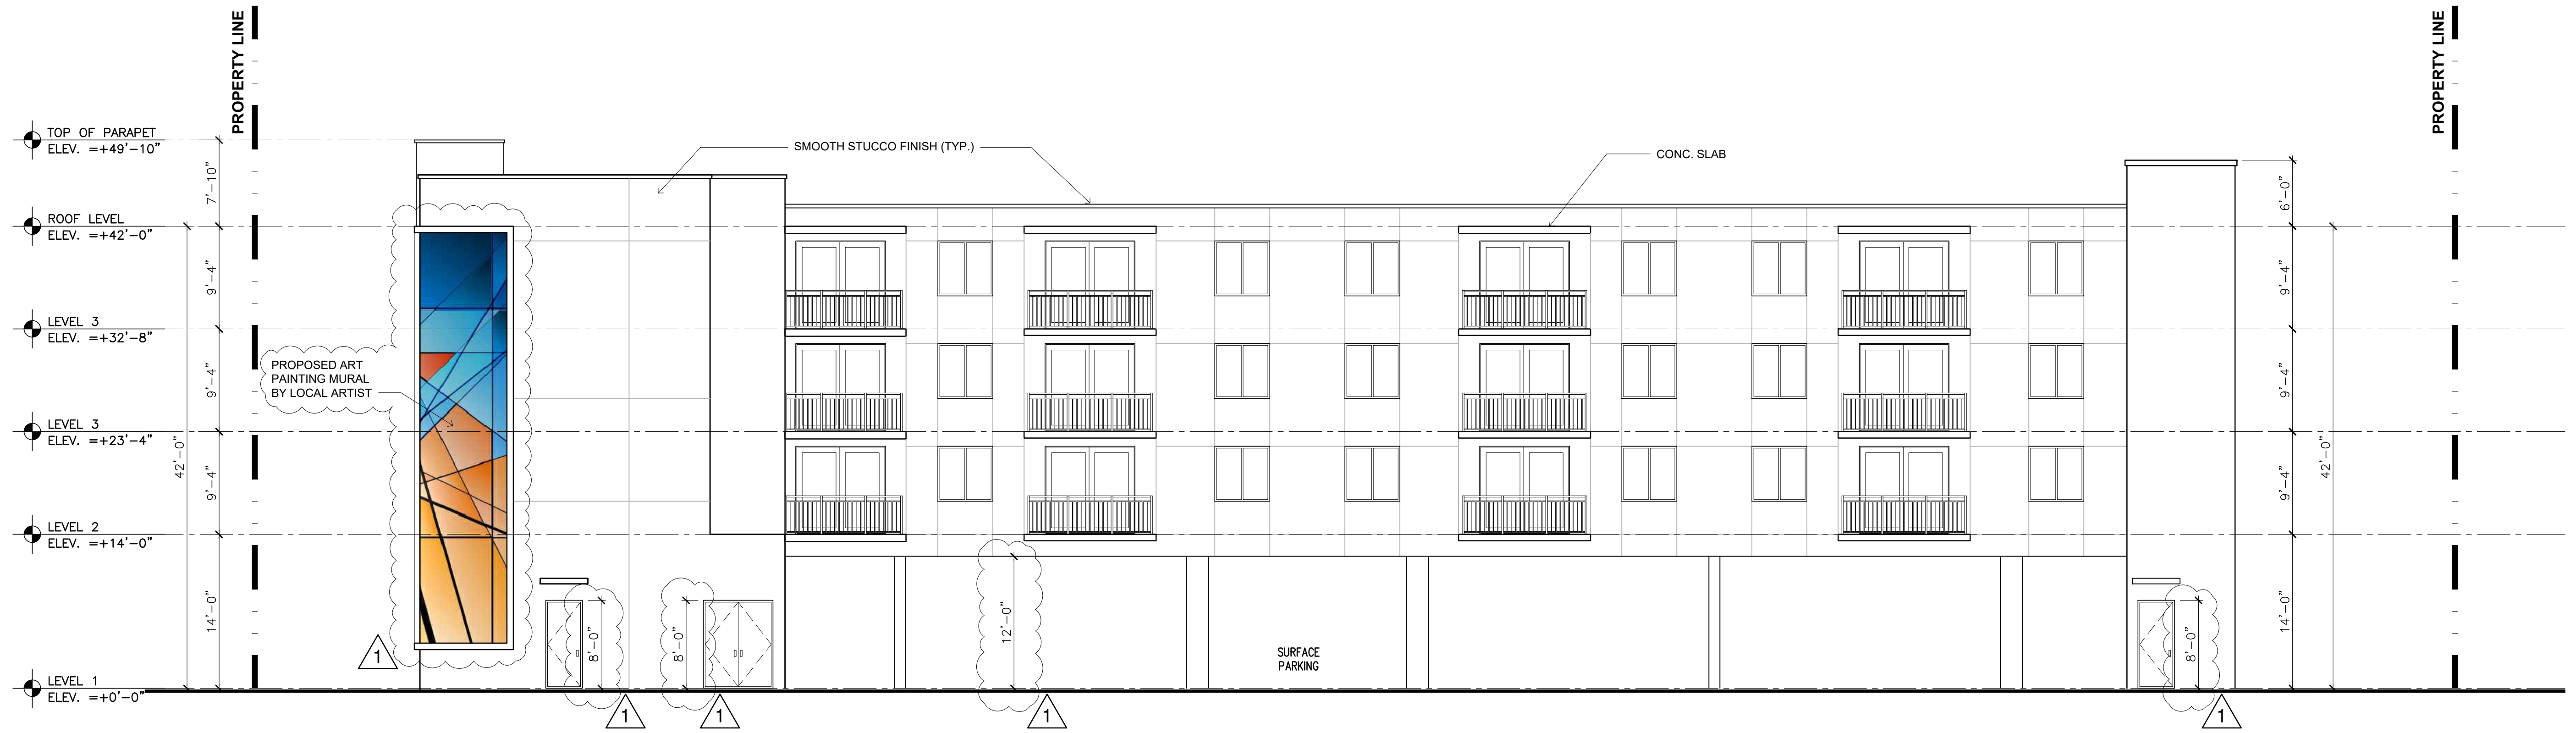 PROPERTY LINE
PROPERTY LINE
TOP OF PARAPET
ELEV. =+49'-10"
ROOF LEVEL
ELEV. =+42'-0"
LEVEL 3
ELEV. =+32'-8"
LEVEL 3
ELEV. =+23'-4"
LEVEL 2
ELEV. =+14'-0"
LEVEL 1
ELEV. =+0'-0"
7'-10"
9'-4"
9'-4"
9'-4"
14'-0"
42'-0"
SMOOTH STUCCO FINISH (TYP.)
CONC. SLAB
PROPOSED ART
PAINTING MURAL
BY LOCAL ARTIST
8'-0"
8'-0"
12'-0"
SURFACE
PARKING
8'-0"
6'-0"
9'-4"
9'-4"
9'-4"
14'-0"
42'-0"
1
1
1
1
1